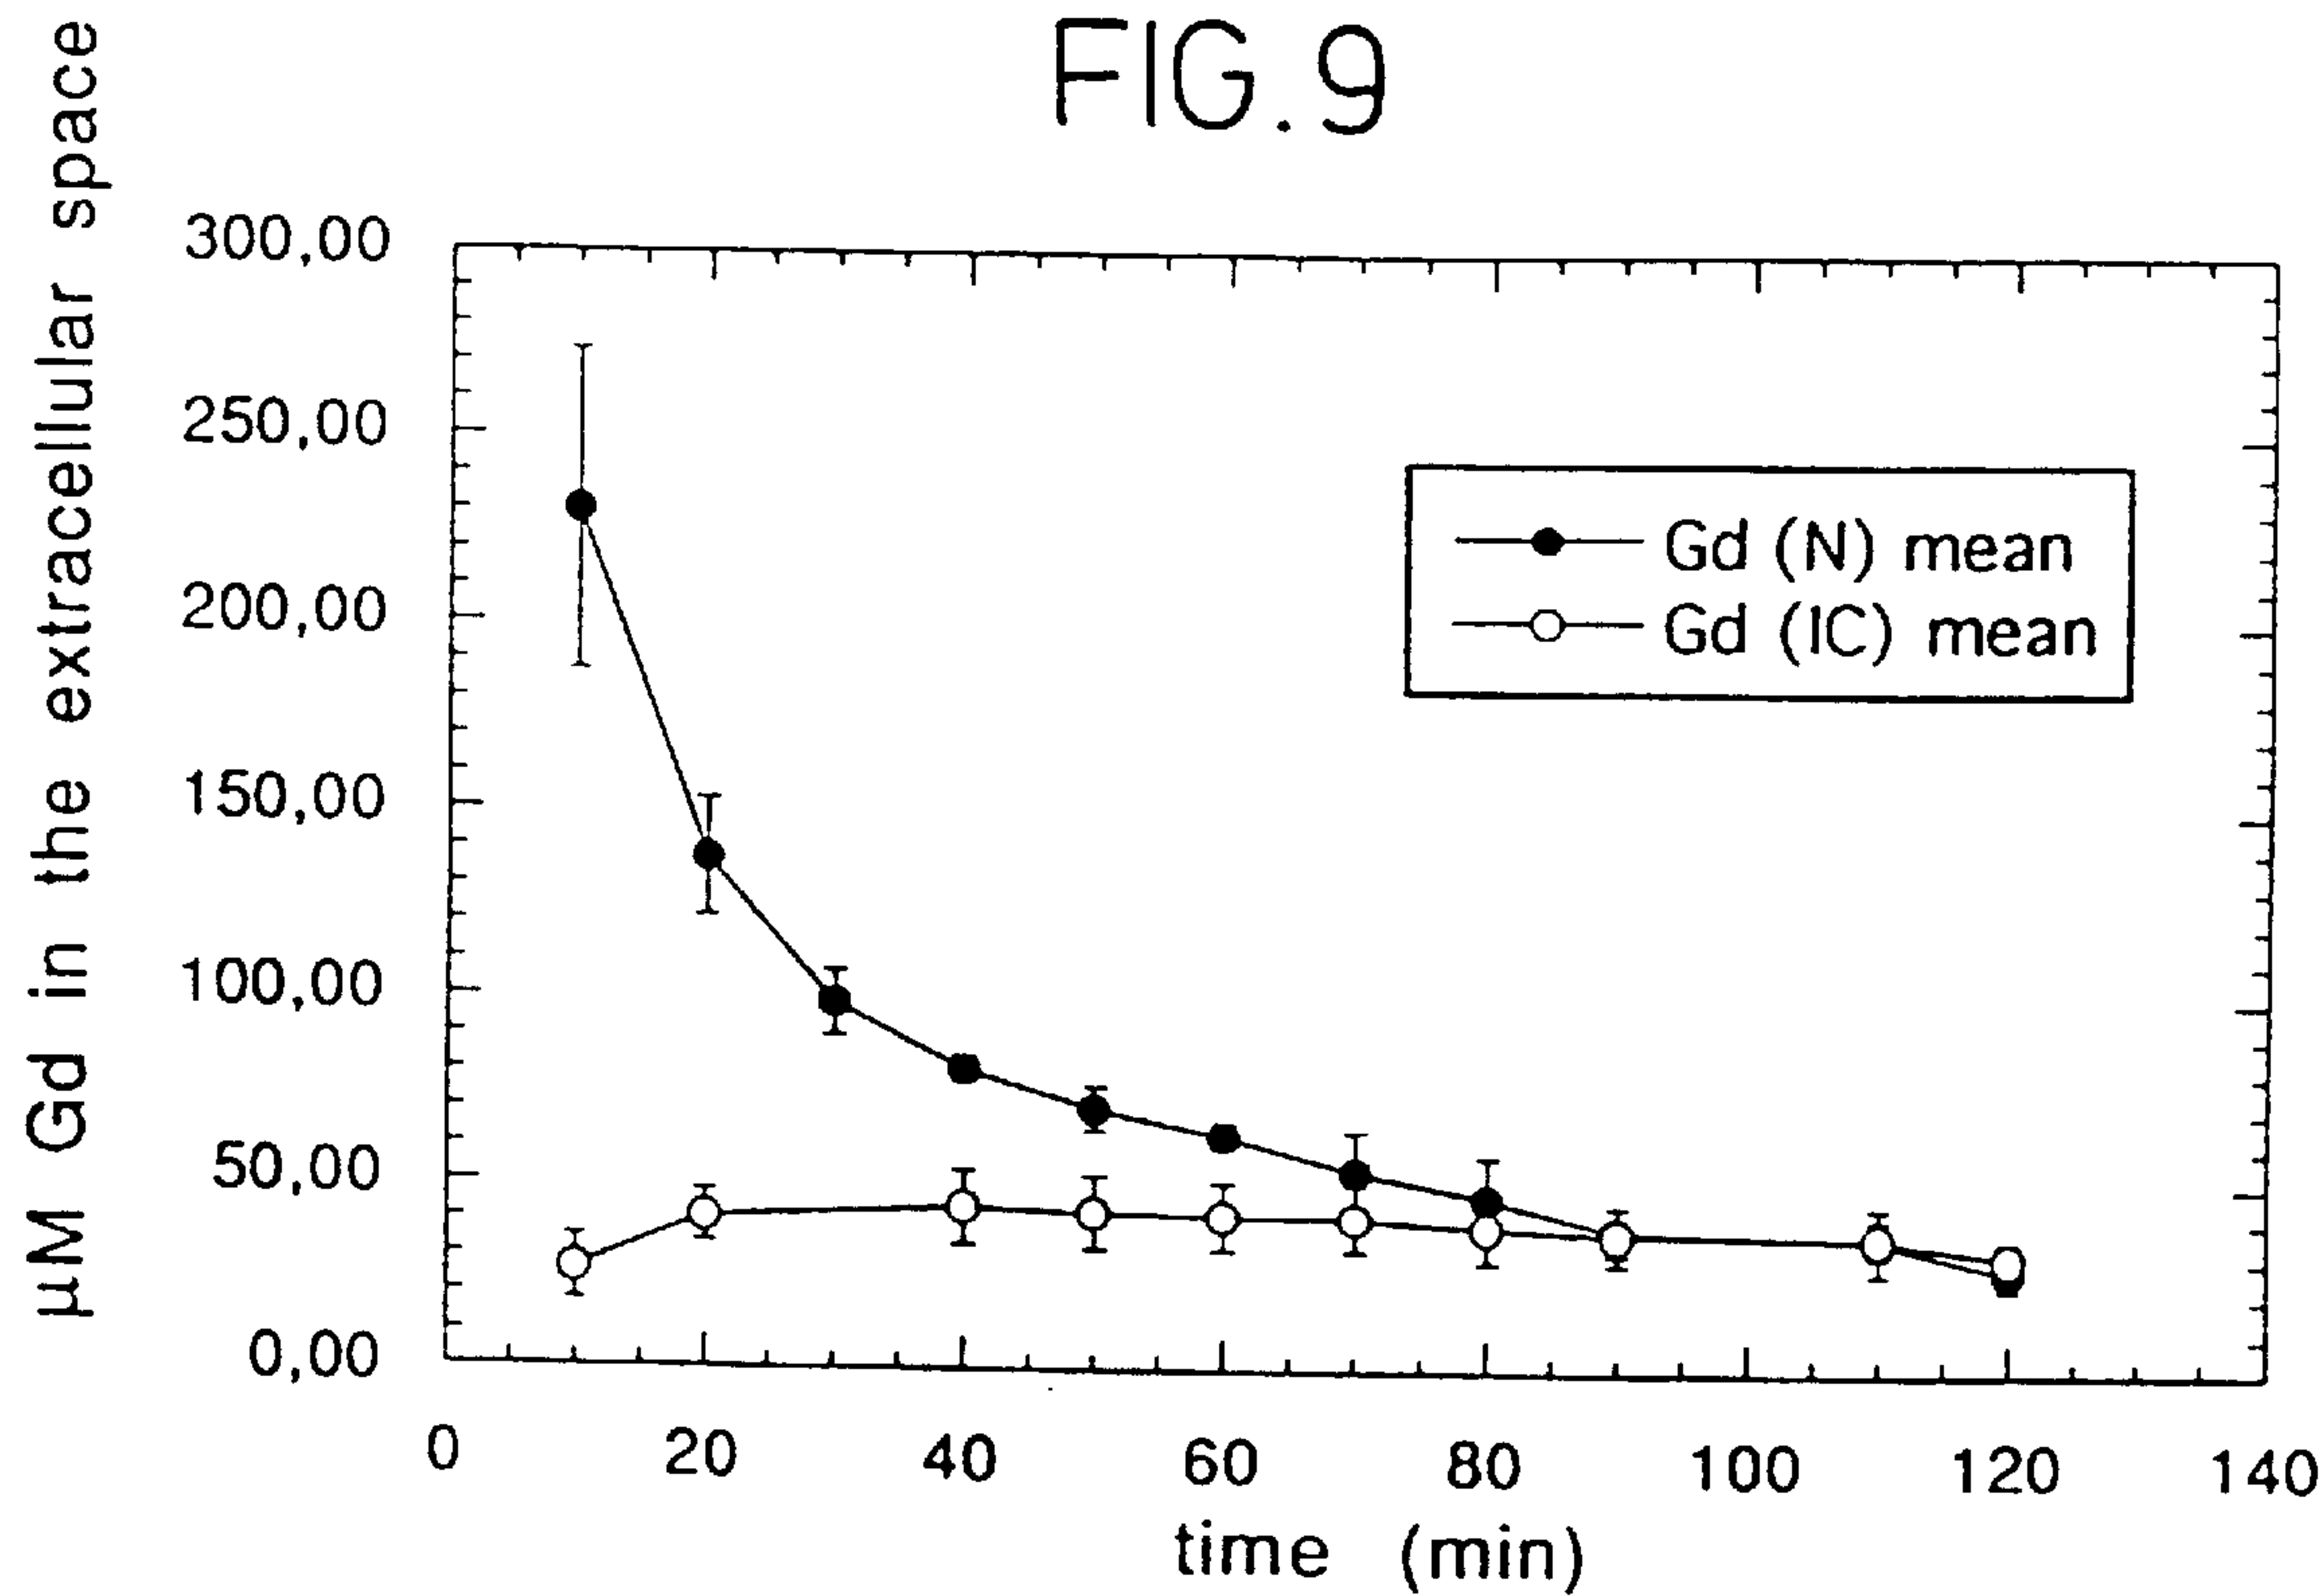 FIG.9
µM Gd in the extracellular space
300,00
250,00
200,00
150,00
100,00
50,00
0,00
Gd (N) mean
Gd (IC) mean
0 20 40 60 80 100 120 140
time (min)